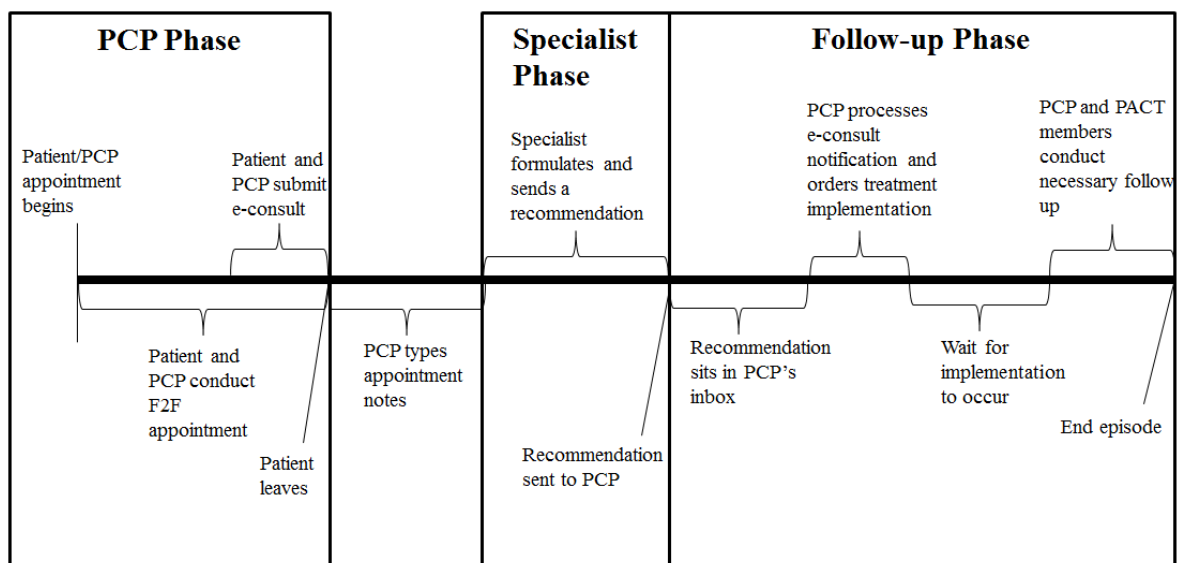 PCP Phase
Specialist
Phase
Follow-up Phase
Patient/PCP
appointment
begins
Patient and
PCP submit
e-consult
Specialist
formulates and
sends a
recommendation
PCP processes
e-consult
notification and
orders treatment
implementation
PCP and PACT
members
conduct
necessary follow
up
Patient and
PCP conduct
F2F
appointment
Patient
leaves
PCP types
appointment
notes
Recommendation
sent to PCP
Recommendation
sits in PCP's
inbox
Wait for
implementation
to occur
End episode